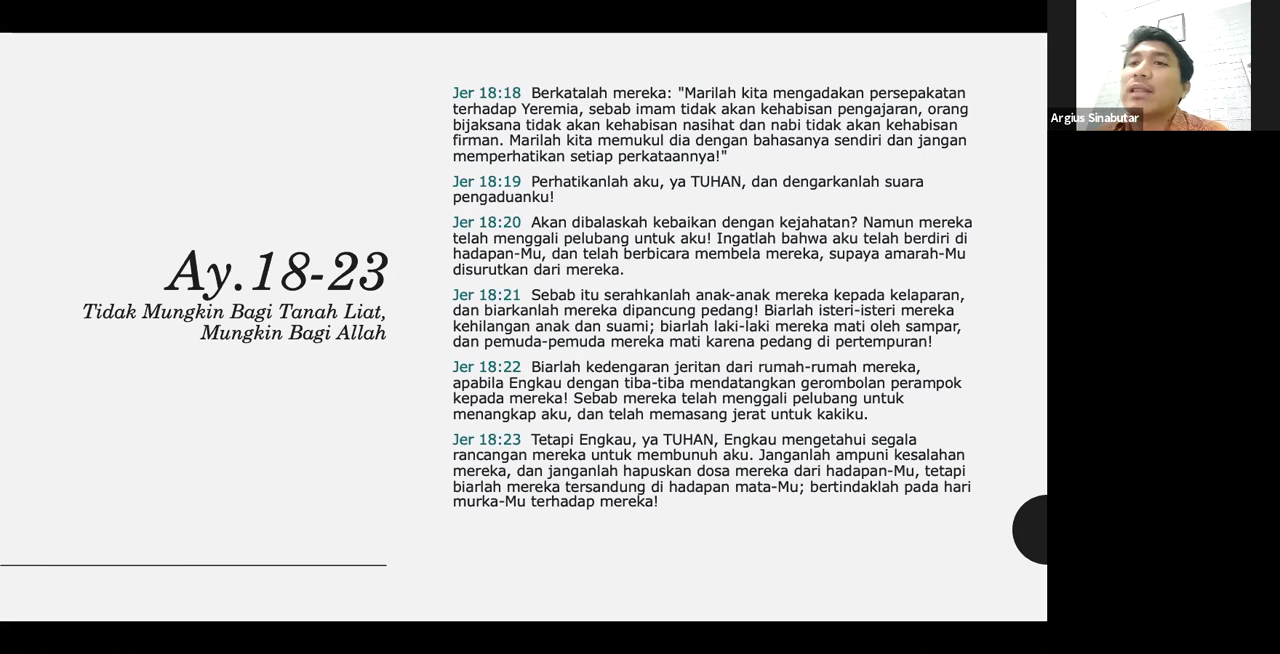 Ay.18-23
Tidak Mungkin Bagi Tanah Liat,
Mungkin Bagi Allah
Jer 18:18 Berkatalah mereka: "Marilah kita mengadakan persepakatan
terhadap Yeremia, sebab imam tidak akan kehabisan pengajaran, orang
bijaksana tidak akan kehabisan nasihat dan nabi tidak akan kehabisan
firman. Marilah kita memukul dia dengan bahasanya sendiri dan jangan
memperhatikan setiap perkataannya!"
Jer 18:19 Perhatikanlah aku, ya TUHAN, dan dengarkanlah suara
pengaduanku!
Jer 18:20 Akan dibalaskah kebaikan dengan kejahatan? Namun mereka
telah menggali pelubang untuk aku! Ingatlah bahwa aku telah berdiri di
hadapan-Mu, dan telah berbicara membela mereka, supaya amarah-Mu
disurutkan dari mereka.
Jer 18:21 Sebab itu serahkanlah anak-anak mereka kepada kelaparan,
dan biarkanlah mereka dipancung pedang! Biarlah isteri-isteri mereka
kehilangan anak dan suami; biarlah laki-laki mereka mati oleh sampar,
dan pemuda-pemuda mereka mati karena pedang di pertempuran!
Jer 18:22 Biarlah kedengaran jeritan dari rumah-rumah mereka,
apabila Engkau dengan tiba-tiba mendatangkan gerombolan perampok
kepada mereka! Sebab mereka telah menggali pelubang untuk
menangkap aku, dan telah memasang jerat untuk kakiku.
Jer 18:23 Tetapi Engkau, ya TUHAN, Engkau mengetahui segala
rancangan mereka untuk membunuh aku. Janganlah ampuni kesalahan
mereka, dan janganlah hapuskan dosa mereka dari hadapan-Mu, tetapi
biarlah mereka tersandung di hadapan mata-Mu; bertindaklah pada hari
murka-Mu terhadap mereka!
Argius Sinabutar